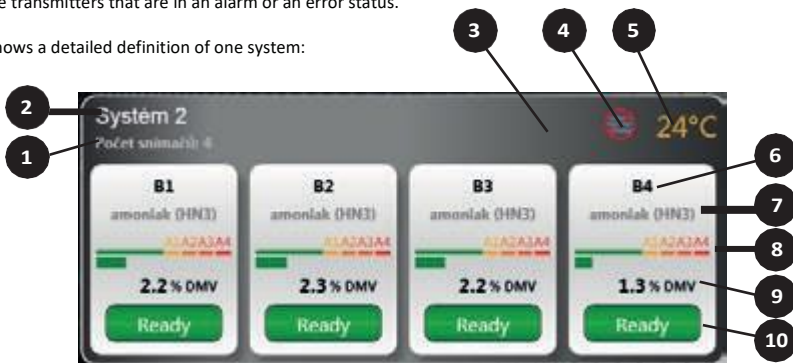 e transmitters that are in an alarm or an error status.
hows a detailed definition of one system:
3 4 5
2 Systém 2 24°C
1 Počet snímačů: 4
B1 B2 B3 B4 6
amoniak (HN3) amoniak (HN3) amoniak (HN3) amoniak (HN3) 7
A1A2A3A4 A1A2A3A4 A1A2A3A4 A1A2A3A4 8
2.2 % DMV 2.3 % DMV 2.2 % DMV 1.3 % DMV 9
Ready Ready Ready Ready 10